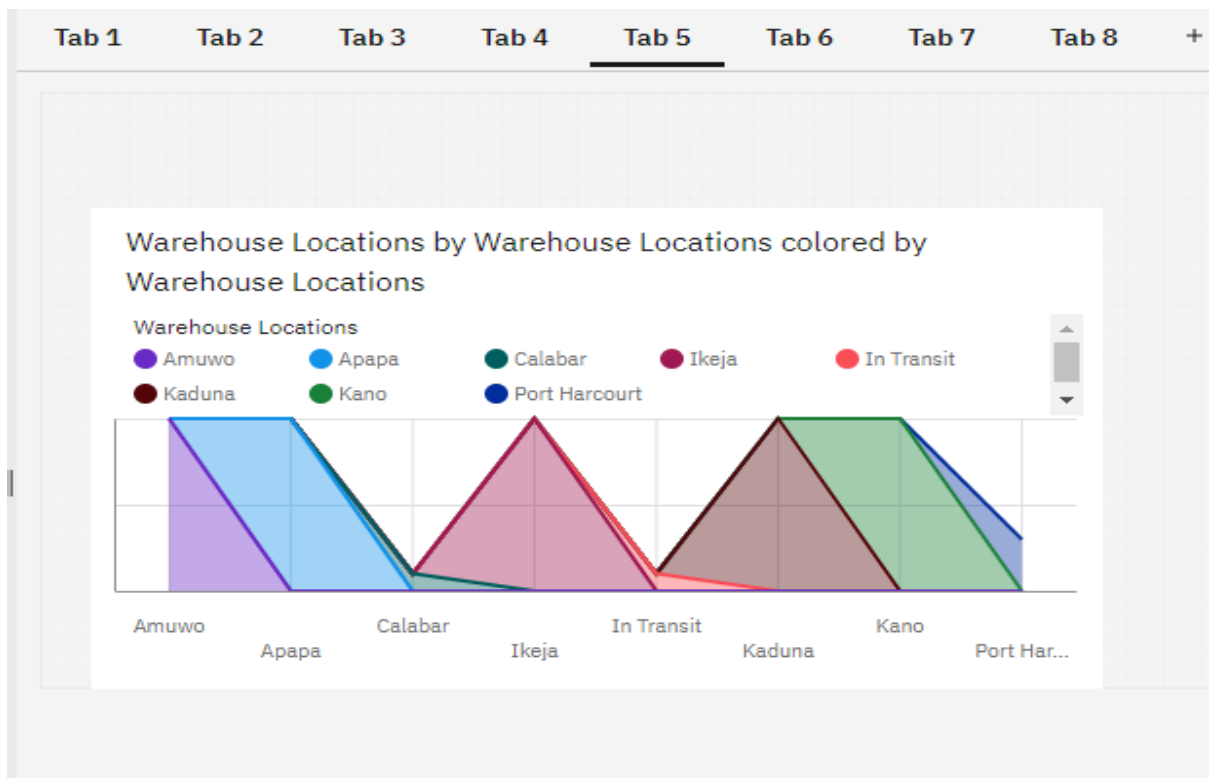 Tab 1 Tab 2 Tab 3 Tab 4 Tab 5 Tab 6 Tab 7 Tab 8 +
Warehouse Locations by Warehouse Locations colored by
Warehouse Locations
Warehouse Locations
Amuwo Apapa Calabar Ikeja In Transit
Kaduna Kano Port Harcourt
Amuwo Calabar In Transit Kano
Apapa Ikeja Kaduna Port Har...